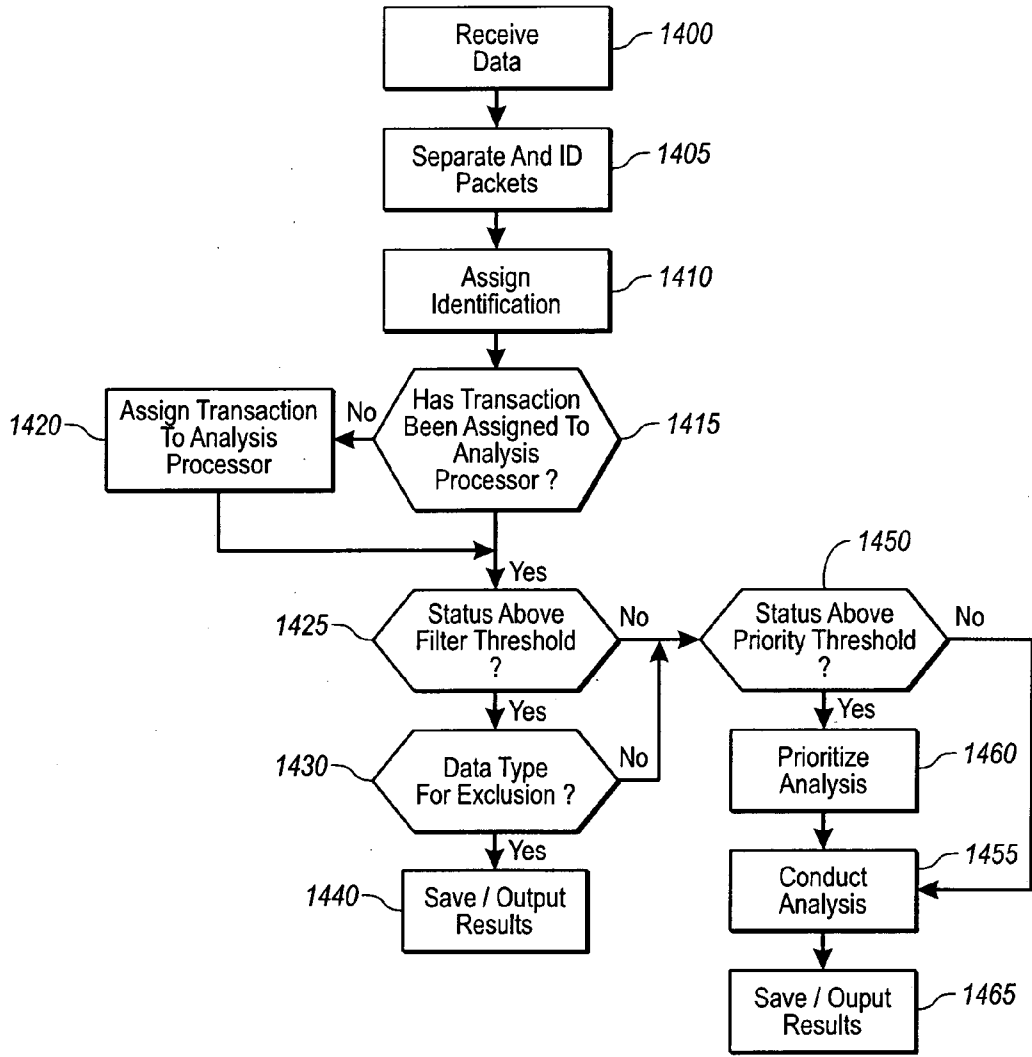 Receive
Data
1400
Separate And ID
Packets
1405
Assign
Identification
1410
Has Transaction
Been Assigned To
Analysis
Processor ?
1415
No
Assign Transaction
To Analysis
Processor
1420
Yes
Status Above
Filter Threshold
?
1425
No
Status Above
Priority Threshold
?
1450
No
Yes
Data Type
For Exclusion ?
1430
No
Yes
Prioritize
Analysis
1460
Yes
Save / Output
Results
1440
Conduct
Analysis
1455
Save / Ouput
Results
1465